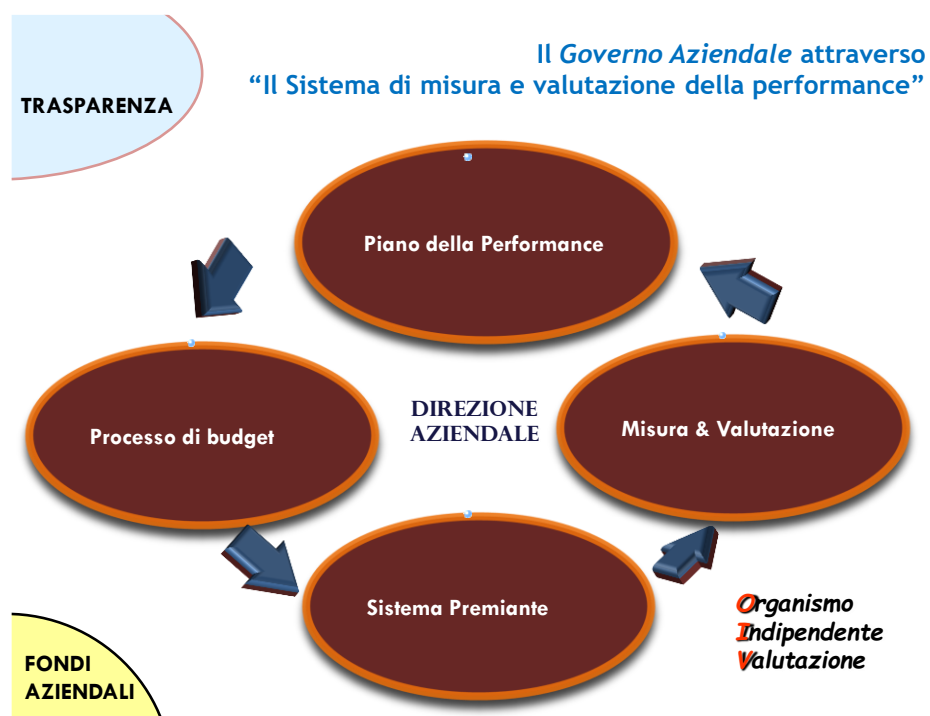 Il Governo Aziendale attraverso
“Il Sistema di misura e valutazione della performance”
TRASPARENZA
Piano della Performance
DIREZIONE
AZIENDALE
Processo di budget
Misura & Valutazione
Sistema Premiante
Organismo
Indipendente
Valutazione
FONDI
AZIENDALI